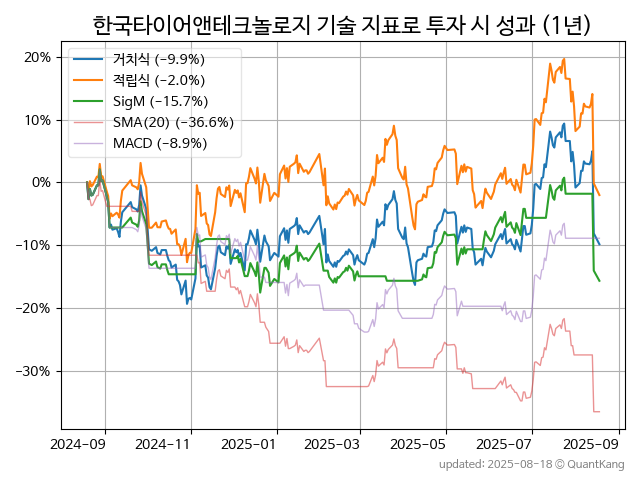 한국타이어앤테크놀로지 기술 지표로 투자 시 성과 (1년)
거치식 (-9.9%)
적립식 (-2.0%)
SigM (-15.7%)
SMA(20) (-36.6%)
MACD (-8.9%)
20%
10%
0%
-10%
-20%
-30%
2024-09 2024-11 2025-01 2025-03 2025-05 2025-07 2025-09
updated: 2025-08-18 © QuantKang